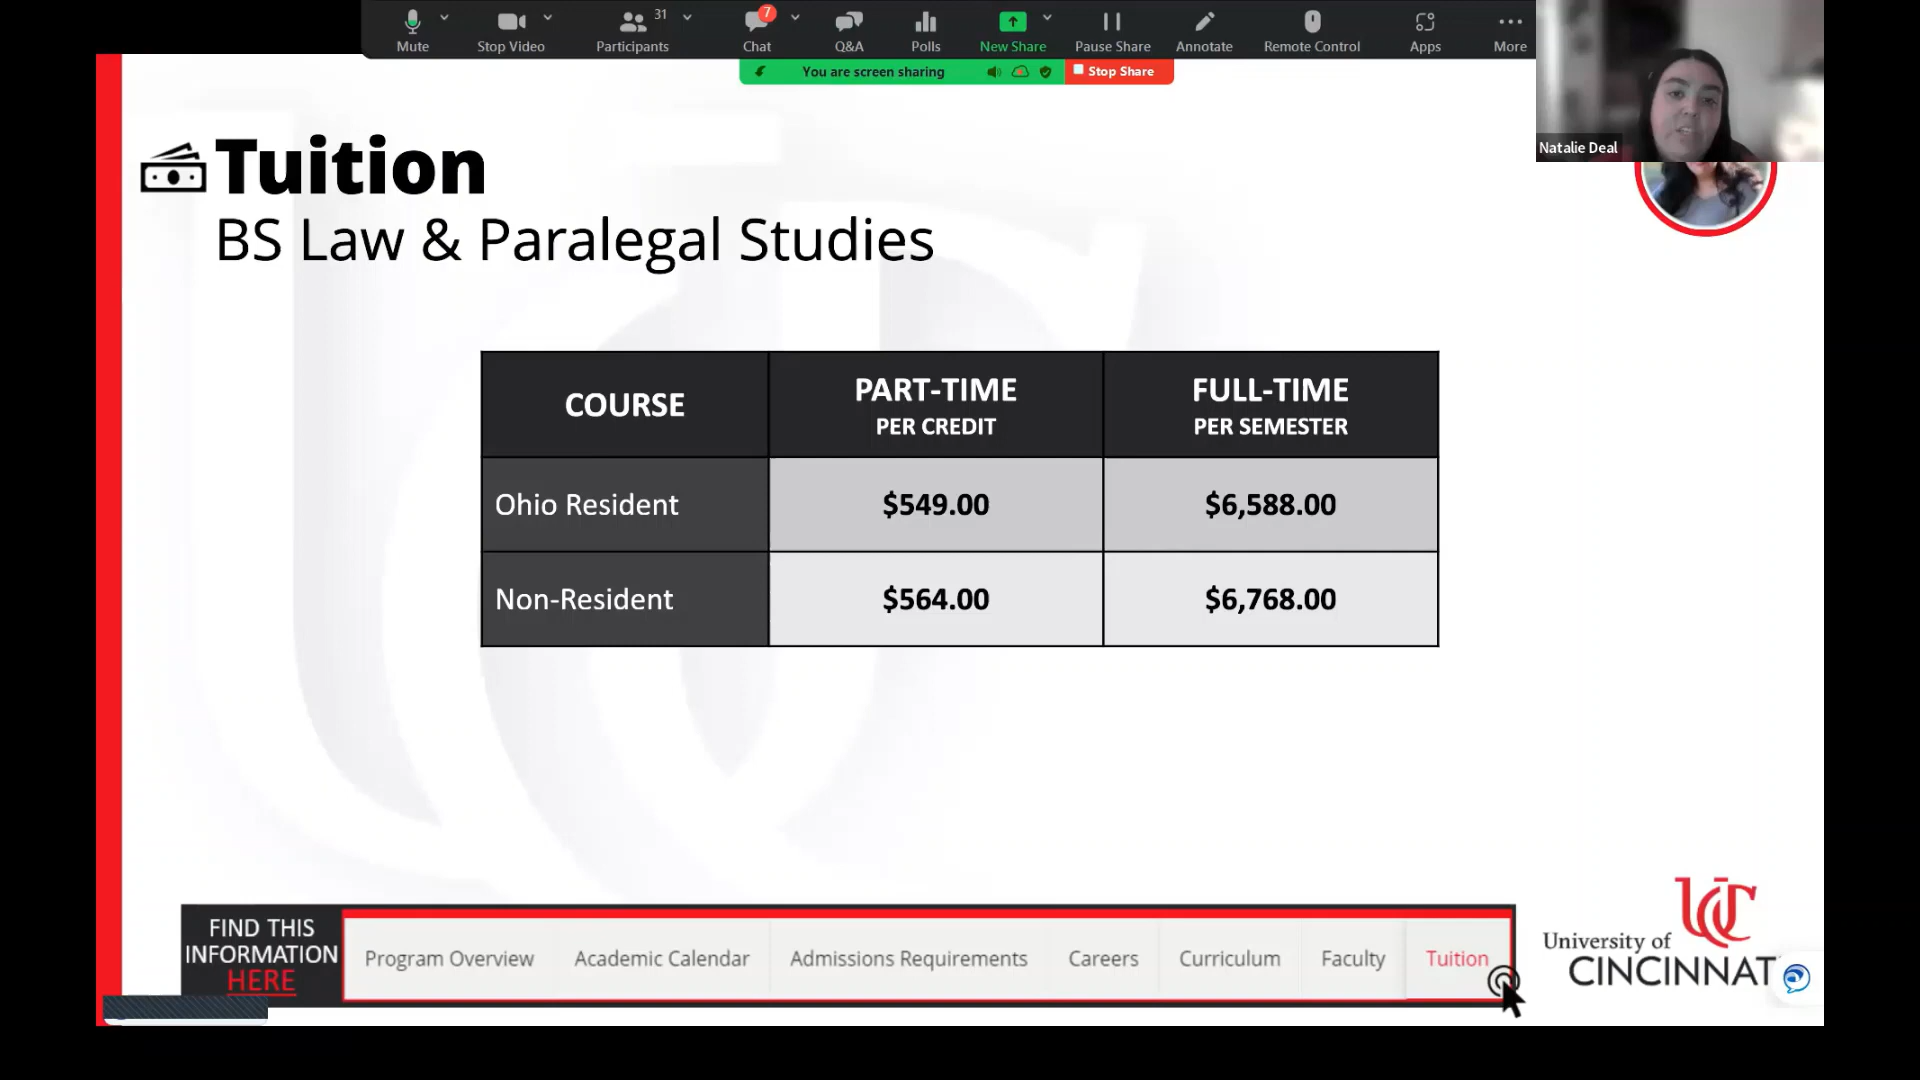 31
7
Mute
Stop Video
Participants
Chat
Q&A
Polls
New Share
Pause Share
Annotate
Remote Control
Apps
More
You are screen sharing
Stop Share
Natalie Deal
Tuition
BS Law & Paralegal Studies
COURSE
PART-TIME
PER CREDIT
FULL-TIME
PER SEMESTER
Ohio Resident
$549.00
$6,588.00
Non-Resident
$564.00
$6,768.00
FIND THIS
INFORMATION
HERE
Program Overview
Academic Calendar
Admissions Requirements
Careers
Curriculum
Faculty
Tuition
UC
University of
CINCINNAT